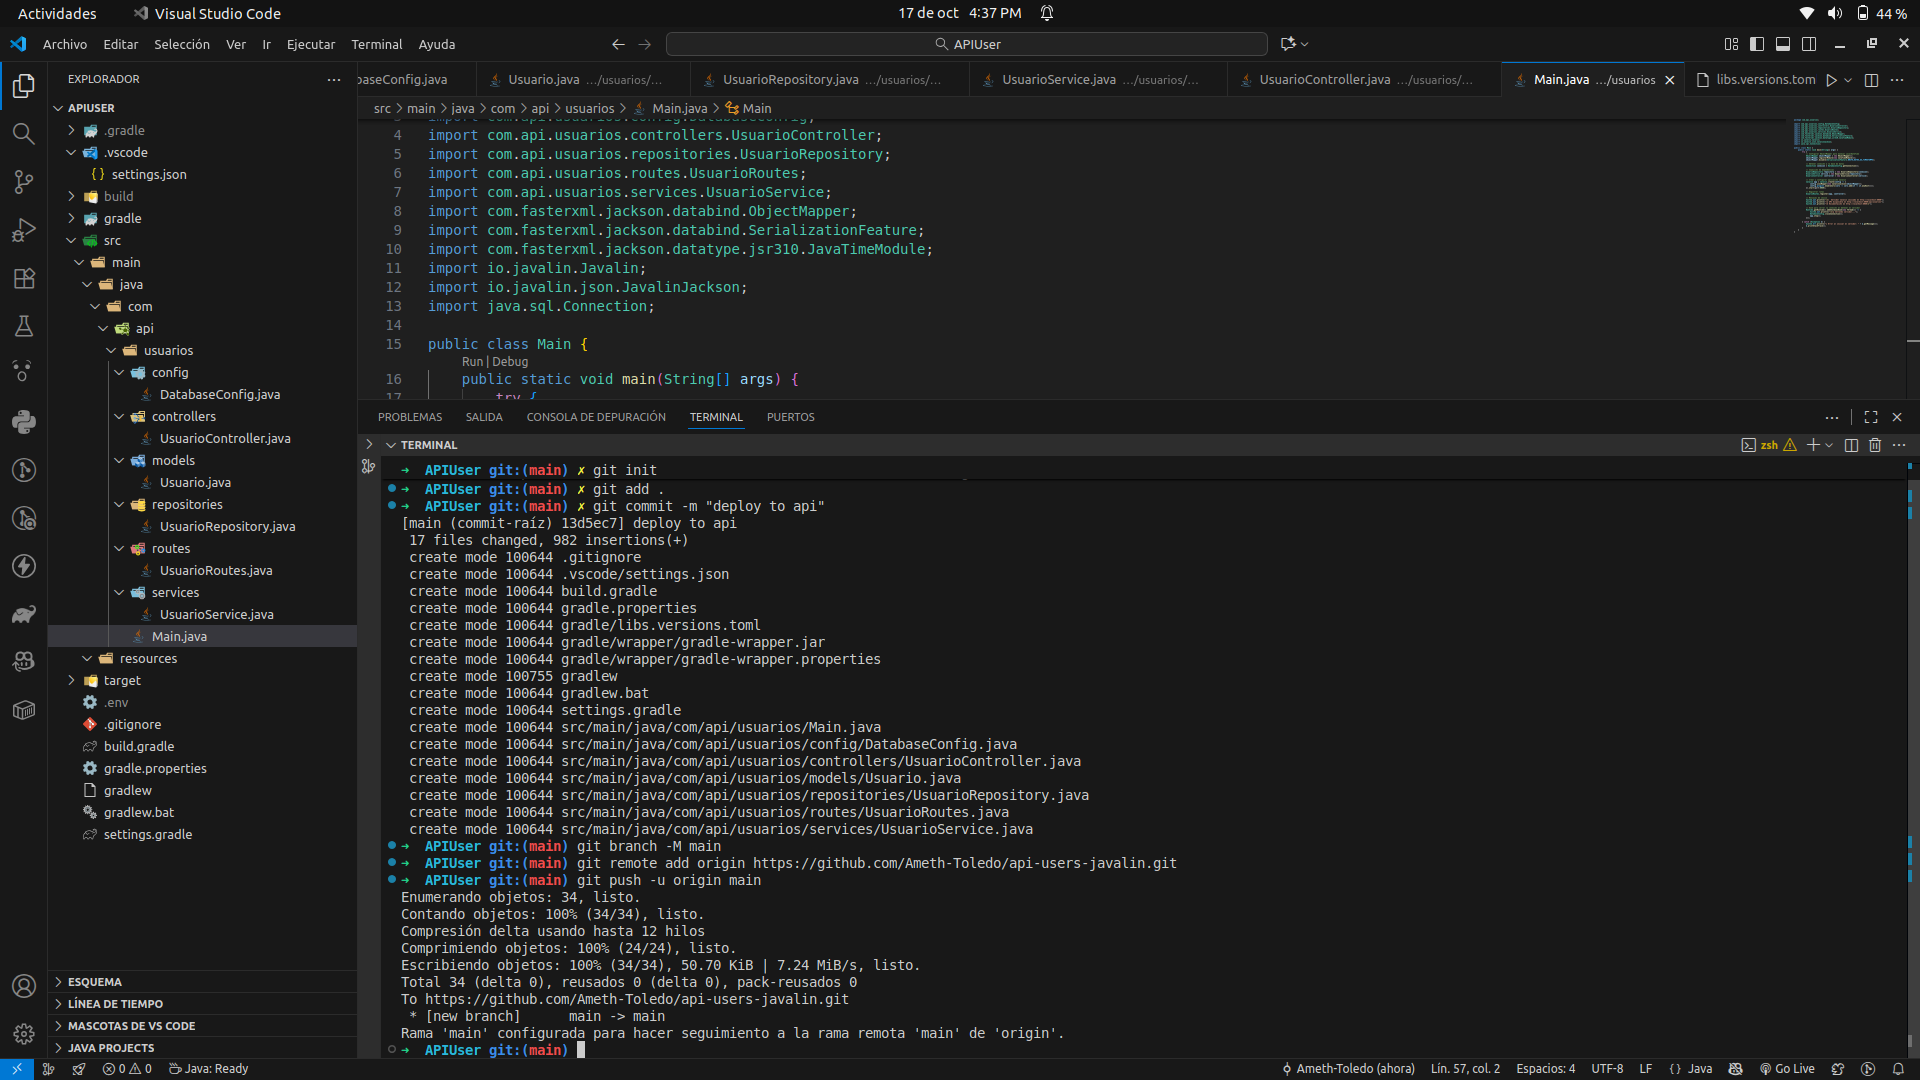 Actividades
Visual Studio Code
17 de oct 4:37 PM
44 %
Archivo Editar Selección Ver Ir Ejecutar Terminal Ayuda
APIUser
EXPLORADOR
baseConfig.java
Usuario.java .../usuarios/...
UsuarioRepository.java .../usuarios/...
UsuarioService.java .../usuarios/...
UsuarioController.java .../usuarios/...
Main.java .../usuarios
libs.versions.tom
src > main > java > com > api > usuarios > Main.java > Main
APIUSER
.gradle
.vscode
settings.json
build
gradle
src
main
java
com
api
usuarios
config
DatabaseConfig.java
controllers
UsuarioController.java
models
Usuario.java
repositories
UsuarioRepository.java
routes
UsuarioRoutes.java
services
UsuarioService.java
Main.java
resources
target
.env
.gitignore
build.gradle
gradle.properties
gradlew
gradlew.bat
settings.gradle
ESQUEMA
LÍNEA DE TIEMPO
MASCOTAS DE VS CODE
JAVA PROJECTS
3 import com.api.usuarios.config.DatabaseConfig;
4 import com.api.usuarios.controllers.UsuarioController;
5 import com.api.usuarios.repositories.UsuarioRepository;
6 import com.api.usuarios.routes.UsuarioRoutes;
7 import com.api.usuarios.services.UsuarioService;
8 import com.fasterxml.jackson.databind.ObjectMapper;
9 import com.fasterxml.jackson.databind.SerializationFeature;
10 import com.fasterxml.jackson.datatype.jsr310.JavaTimeModule;
11 import io.javalin.Javalin;
12 import io.javalin.json.JavalinJackson;
13 import java.sql.Connection;
14
15 public class Main {
Run | Debug
16 public static void main(String[] args) {
17 try {
PROBLEMAS SALIDA CONSOLA DE DEPURACIÓN TERMINAL PUERTOS
TERMINAL
zsh
➜ APIUser git:(main) ✗ git init
➜ APIUser git:(main) ✗ git add .
➜ APIUser git:(main) ✗ git commit -m "deploy to api"
[main (commit-raíz) 13d5ec7] deploy to api
17 files changed, 982 insertions(+)
create mode 100644 .gitignore
create mode 100644 .vscode/settings.json
create mode 100644 build.gradle
create mode 100644 gradle.properties
create mode 100644 gradle/libs.versions.toml
create mode 100644 gradle/wrapper/gradle-wrapper.jar
create mode 100644 gradle/wrapper/gradle-wrapper.properties
create mode 100755 gradlew
create mode 100644 gradlew.bat
create mode 100644 settings.gradle
create mode 100644 src/main/java/com/api/usuarios/Main.java
create mode 100644 src/main/java/com/api/usuarios/config/DatabaseConfig.java
create mode 100644 src/main/java/com/api/usuarios/controllers/UsuarioController.java
create mode 100644 src/main/java/com/api/usuarios/models/Usuario.java
create mode 100644 src/main/java/com/api/usuarios/repositories/UsuarioRepository.java
create mode 100644 src/main/java/com/api/usuarios/routes/UsuarioRoutes.java
create mode 100644 src/main/java/com/api/usuarios/services/UsuarioService.java
➜ APIUser git:(main) git branch -M main
➜ APIUser git:(main) git remote add origin https://github.com/Ameth-Toledo/api-users-javalin.git
➜ APIUser git:(main) git push -u origin main
Enumerando objetos: 34, listo.
Contando objetos: 100% (34/34), listo.
Compresión delta usando hasta 12 hilos
Comprimiendo objetos: 100% (24/24), listo.
Escribiendo objetos: 100% (34/34), 50.70 KiB | 7.24 MiB/s, listo.
Total 34 (delta 0), reusados 0 (delta 0), pack-reusados 0
To https://github.com/Ameth-Toledo/api-users-javalin.git
* [new branch] main -> main
Rama 'main' configurada para hacer seguimiento a la rama remota 'main' de 'origin'.
➜ APIUser git:(main)
0 0 Java: Ready
Ameth-Toledo (ahora) Lín. 57, col. 2 Espacios: 4 UTF-8 LF {} Java Go Live